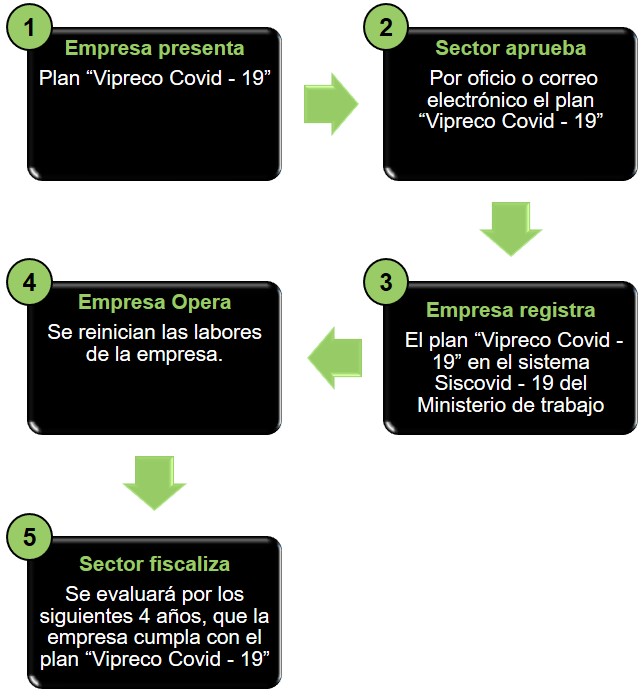 1
Empresa presenta
Plan “Vipreco Covid - 19”
2
Sector aprueba
Por oficio o correo
electrónico el plan
“Vipreco Covid - 19”
3
Empresa registra
El plan “Vipreco Covid -
19” en el sistema
Siscovid - 19 del
Ministerio de trabajo
4
Empresa Opera
Se reinician las labores
de la empresa.
5
Sector fiscaliza
Se evaluará por los
siguientes 4 años, que la
empresa cumpla con el
plan “Vipreco Covid - 19”